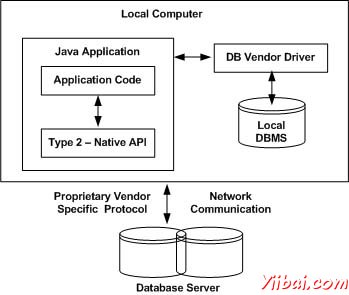 Local Computer
Java Application
Application Code
Type 2 – Native API
DB Vendor Driver
Local
DBMS
Proprietary Vendor
Specific Protocol
Network
Communication
Database Server
Yiibai.com